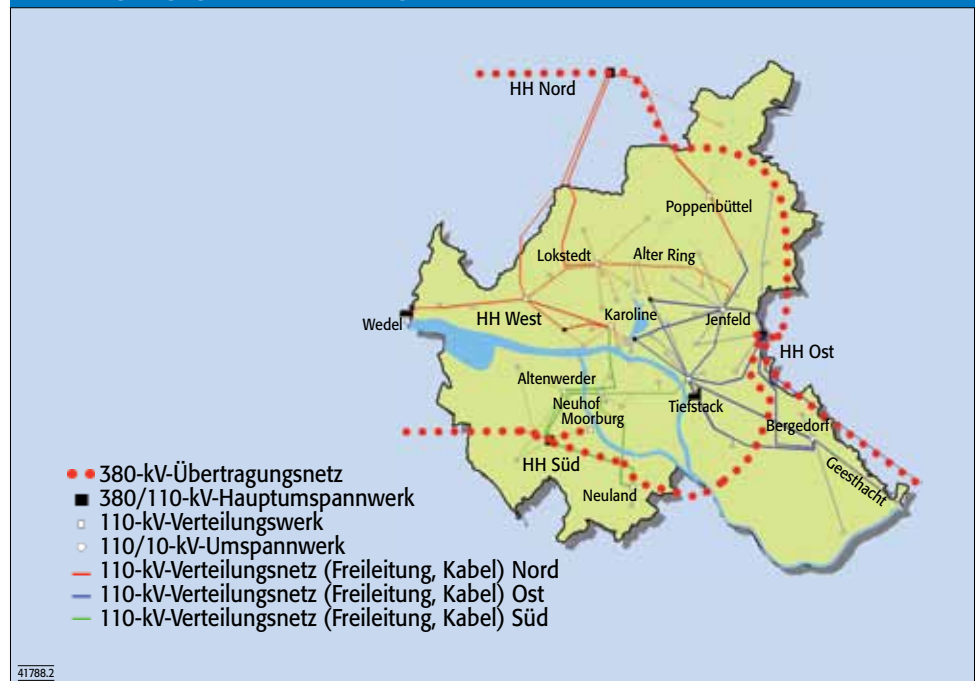 HH Nord
Poppenbüttel
Lokstedt
Alter Ring
Wedel
HH West
Karoline
Jenfeld
HH Ost
Altenwerder
Neuhof
Moorburg
Tiefstack
Bergedorf
HH Süd
Geesthacht
Neuland
380-kV-Übertragungsnetz
380/110-kV-Hauptumspannwerk
110-kV-Verteilungswerk
110/10-kV-Umspannwerk
110-kV-Verteilungsnetz (Freileitung, Kabel) Nord
110-kV-Verteilungsnetz (Freileitung, Kabel) Ost
110-kV-Verteilungsnetz (Freileitung, Kabel) Süd
41788.2